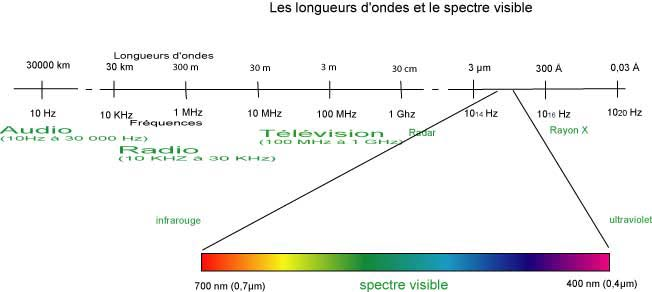 Les longueurs d'ondes et le spectre visible
Longueurs d'ondes
30000 km 30 km 300 m 30 m 3 m 30 cm 3 µm 300 A 0,03 A
10 Hz 10 KHz 1 MHz 10 MHz 100 MHz 1 Ghz 1014 Hz 1016 Hz 1020 Hz
Fréquences
Audio Télévision Radar Rayon X
(10Hz à 30 000 Hz) (100 MHz à 1 GHz)
Radio
(10 KHZ à 30 KHz)
infrarouge ultraviolet
700 nm (0,7µm) spectre visible 400 nm (0,4µm)